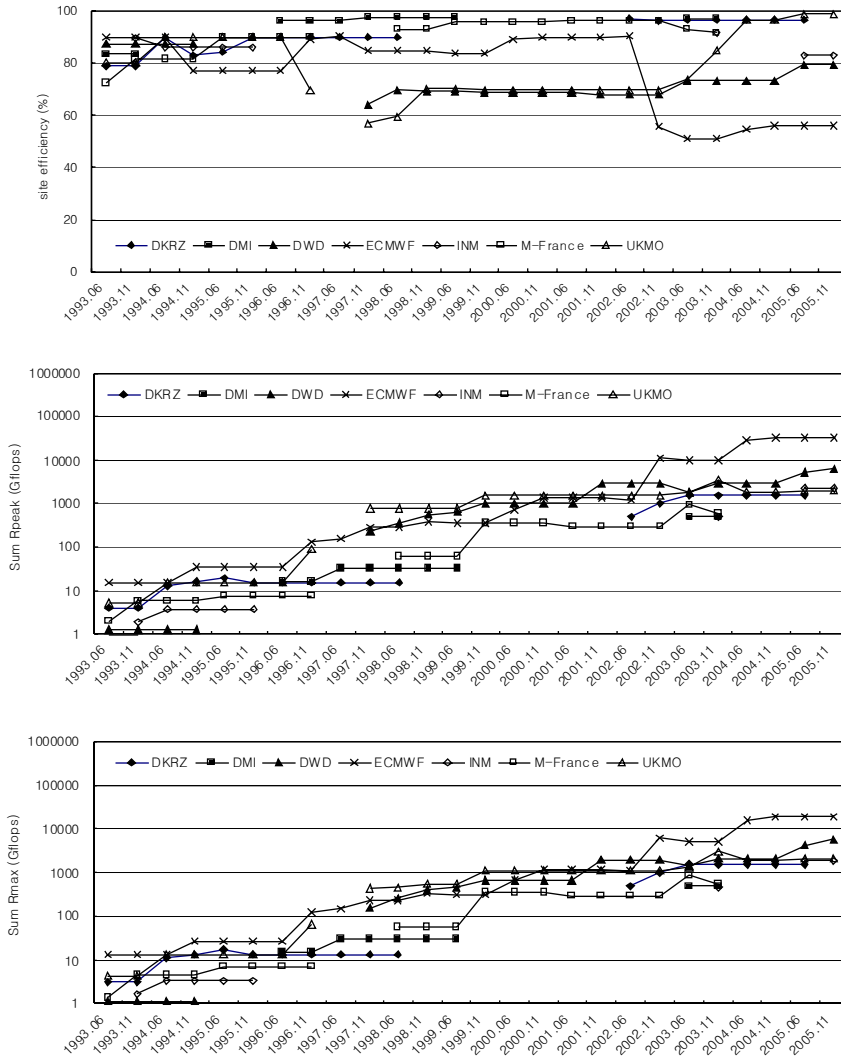 100
80
60
40
20
0
site efficiency (%)
DKRZ DMI DWD ECMWF INM M-France UKMO
1993.06 1993.11 1994.06 1994.11 1995.06 1995.11 1996.06 1996.11 1997.06 1997.11 1998.06 1998.11 1999.06 1999.11 2000.06 2000.11 2001.06 2001.11 2002.06 2002.11 2003.06 2003.11 2004.06 2004.11 2005.06 2005.11
1000000
100000
10000
1000
100
10
1
Sum Rpeak (Gflops)
DKRZ DMI DWD ECMWF INM M-France UKMO
1993.06 1993.11 1994.06 1994.11 1995.06 1995.11 1996.06 1996.11 1997.06 1997.11 1998.06 1998.11 1999.06 1999.11 2000.06 2000.11 2001.06 2001.11 2002.06 2002.11 2003.06 2003.11 2004.06 2004.11 2005.06 2005.11
1000000
100000
10000
1000
100
10
1
Sum Rmax (Gflops)
DKRZ DMI DWD ECMWF INM M-France UKMO
1993.06 1993.11 1994.06 1994.11 1995.06 1995.11 1996.06 1996.11 1997.06 1997.11 1998.06 1998.11 1999.06 1999.11 2000.06 2000.11 2001.06 2001.11 2002.06 2002.11 2003.06 2003.11 2004.06 2004.11 2005.06 2005.11